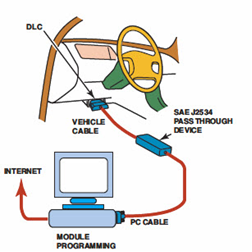 DLC
VEHICLE
CABLE
SAE J2534
PASS THROUGH
DEVICE
INTERNET
PC CABLE
MODULE
PROGRAMMING